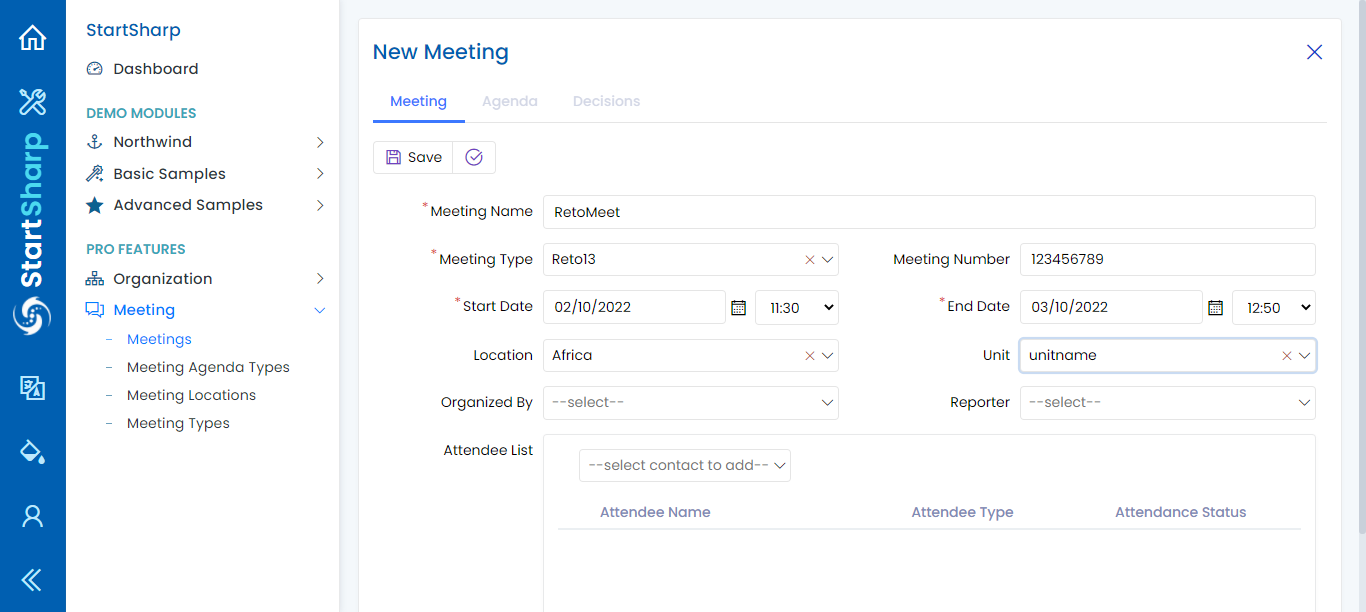 StartSharp
StartSharp
Dashboard
DEMO MODULES
Northwind
Basic Samples
Advanced Samples
PRO FEATURES
Organization
Meeting
- Meetings
- Meeting Agenda Types
- Meeting Locations
- Meeting Types
New Meeting
Meeting Agenda Decisions
Save
* Meeting Name RetoMeet
* Meeting Type Reto13 Meeting Number 123456789
* Start Date 02/10/2022 11:30 * End Date 03/10/2022 12:50
Location Africa Unit unitname
Organized By --select-- Reporter --select--
Attendee List
--select contact to add--
Attendee Name Attendee Type Attendance Status